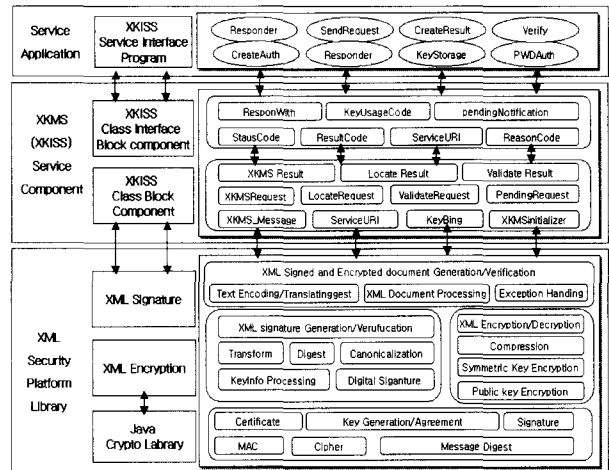 Service
Application
XKISS
Service Interface
Program
Responder
SendRequest
CreateResult
Verify
CreateAuth
Responder
KeyStorage
PWDAuth
XKMS
(XKISS)
Service
Component
XKISS
Class Interface
Block component
XKISS
Class Block
Component
ResponWith
KeyUsageCode
pendingNotification
StausCode
ResultCode
ServiceURI
ReasonCode
XKMS Result
Locate Result
Validate Result
XKMSRequest
LocateRequest
ValidateRequest
PendingRequest
XKMS_Message
ServiceURI
KeyBing
XKMSinitializer
XML
Security
Platform
Library
XML Signature
XML Encryption
Java
Crypto Labrary
XML Signed and Encrypted document Generation/Verification
Text Encoding/Translatinggest
XML Document Processing
Exception Handing
XML signature Generation/Verufucation
Transform
Digest
Canonicalization
KeyInfo Processing
Digital Siganture
XML Encryption/Decryption
Compression
Symmetric Key Encryption
Public key Encryption
Certificate
Key Generation/Agreement
Signature
MAC
Cipher
Message Digest